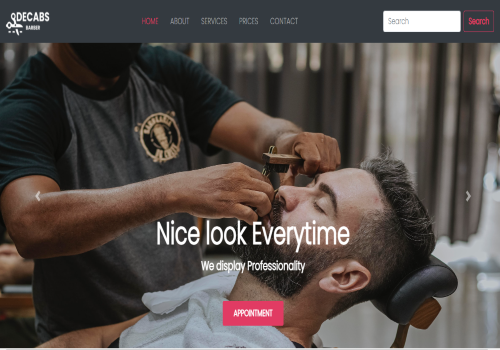 DECABS
BARBER
HOME ABOUT SERVICES PRICES CONTACT
Search Search
Nice look Everytime
We display Professionality
APPOINTMENT